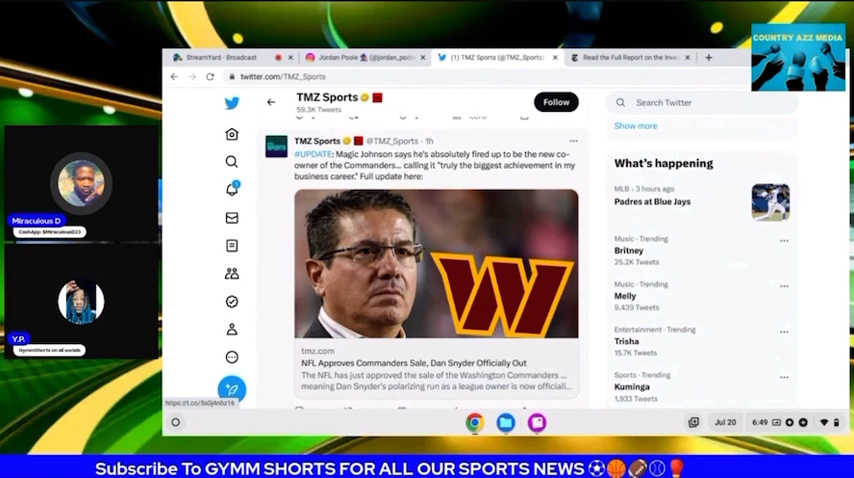 COUNTRY AZZ MEDIA
StreamYard - Broadcast
Jordan Poole (@jordan_poole
(1) TMZ Sports (@TMZ_Sports)
Read the Full Report on the Inve
twitter.com/TMZ_Sports
TMZ Sports
59.3K Tweets
Follow
Search Twitter
Show more
TMZ Sports @TMZ_Sports · 1h
#UPDATE: Magic Johnson says he's absolutely fired up to be the new co-
owner of the Commanders... calling it "truly the biggest achievement in my
business career." Full update here:
W
tmz.com
NFL Approves Commanders Sale, Dan Snyder Officially Out
The NFL has just approved the sale of the Washington Commanders ...
meaning Dan Snyder's polarizing run as a league owner is now officiall...
What's happening
MLB · 3 hours ago
Padres at Blue Jays
Music · Trending
Britney
25.2K Tweets
Music · Trending
Melly
9,439 Tweets
Entertainment · Trending
Trisha
15.7K Tweets
Sports · Trending
Kuminga
1,933 Tweets
Miraculous D
CashApp: $MiraculousD23
Y.P.
GymmShorts on all socials
Jul 20
6:49
Subscribe To GYMM SHORTS FOR ALL OUR SPORTS NEWS